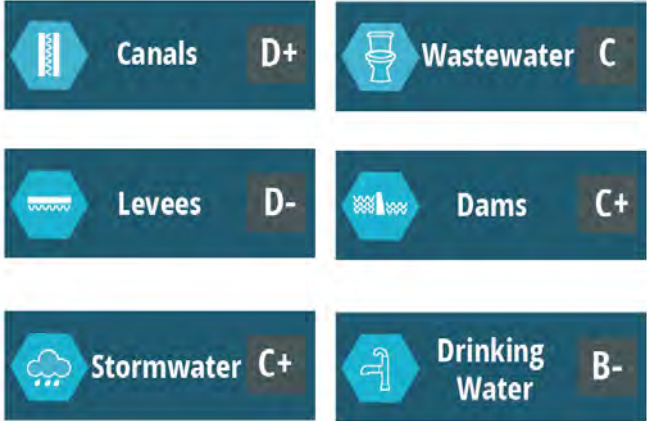 Canals D+
Wastewater C
Levees D-
Dams C+
Stormwater C+
Drinking
Water B-